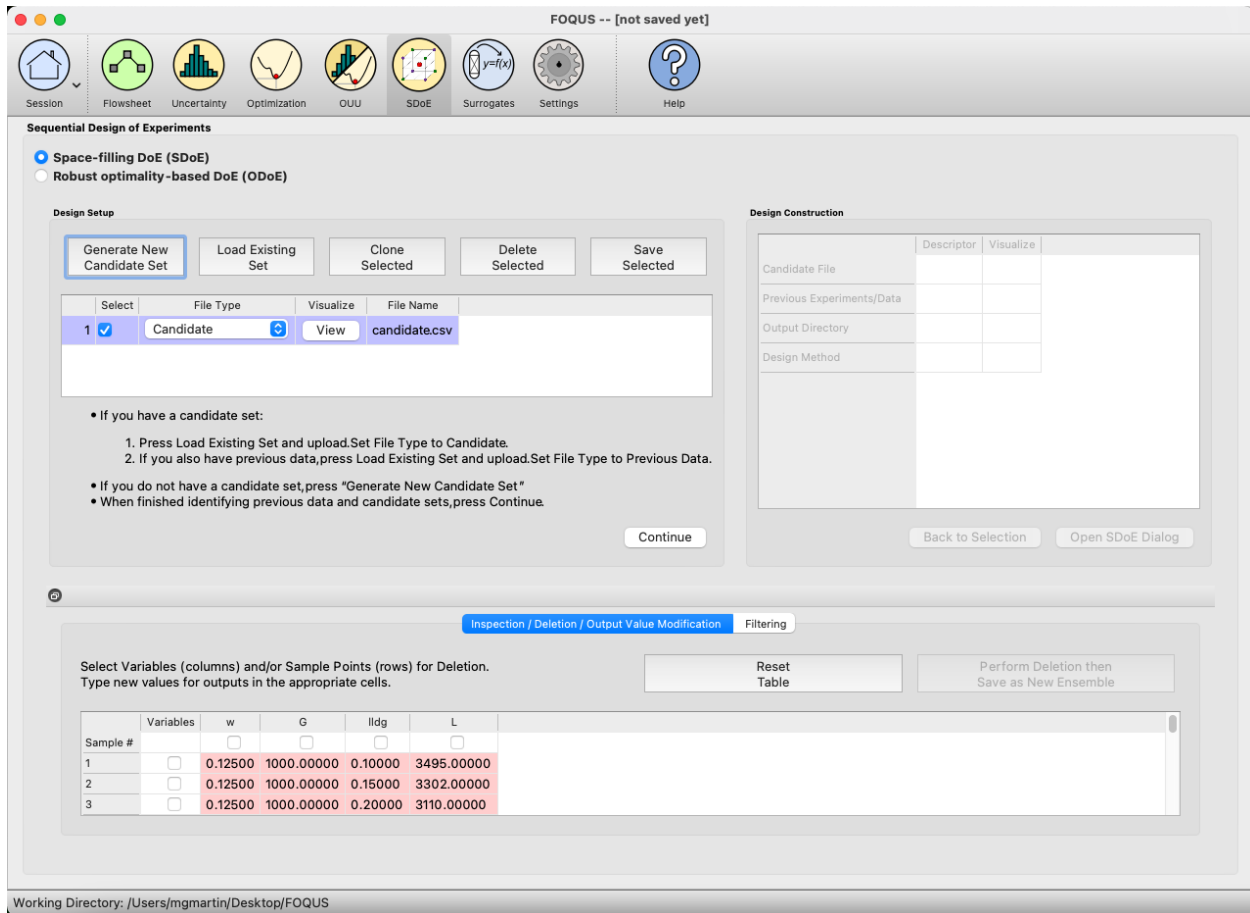 FOQUS -- [not saved yet]
y=f(x)
Session Flowsheet Uncertainty Optimization OUU SDoE Surrogates Settings Help
Sequential Design of Experiments
Space-filling DoE (SDoE)
Robust optimality-based DoE (ODoE)
Design Setup
Generate New Candidate Set
Load Existing Set
Clone Selected
Delete Selected
Save Selected
Select File Type Visualize File Name
1 Candidate View candidate.csv
• If you have a candidate set:
1. Press Load Existing Set and upload.Set File Type to Candidate.
2. If you also have previous data,press Load Existing Set and upload.Set File Type to Previous Data.
• If you do not have a candidate set,press “Generate New Candidate Set”
• When finished identifying previous data and candidate sets,press Continue.
Continue
Design Construction
Descriptor Visualize
Candidate File
Previous Experiments/Data
Output Directory
Design Method
Back to Selection Open SDoE Dialog
Inspection / Deletion / Output Value Modification Filtering
Select Variables (columns) and/or Sample Points (rows) for Deletion.
Type new values for outputs in the appropriate cells.
Reset Table
Perform Deletion then
Save as New Ensemble
Variables w G lldg L
Sample #
1 0.12500 1000.00000 0.10000 3495.00000
2 0.12500 1000.00000 0.15000 3302.00000
3 0.12500 1000.00000 0.20000 3110.00000
Working Directory: /Users/mgmartin/Desktop/FOQUS